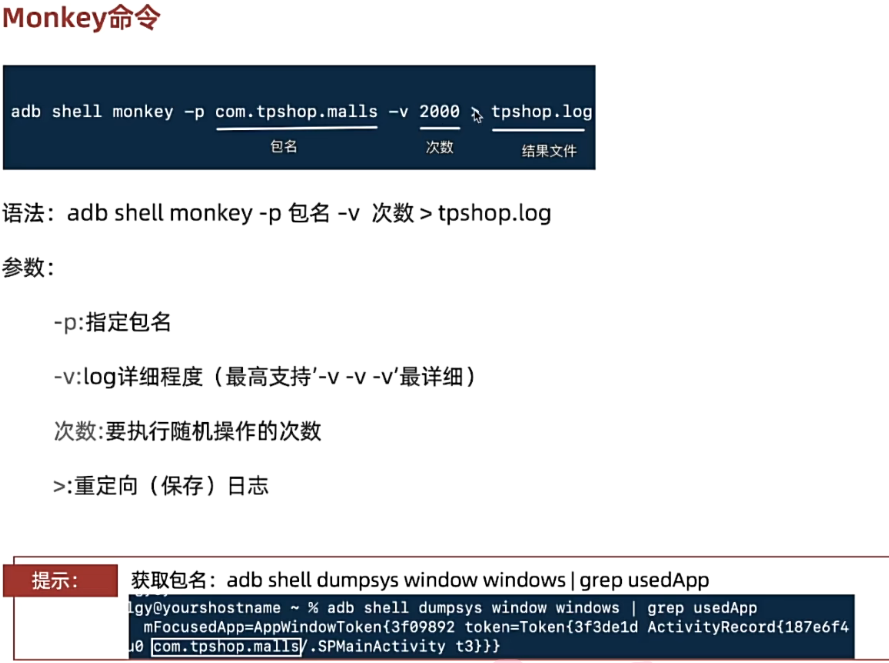 Monkey命令
adb shell monkey -p com.tpshop.malls -v 2000 > tpshop.log
包名 次数 结果文件
语法：adb shell monkey -p 包名 -v 次数 > tpshop.log
参数：
-p:指定包名
-v:log详细程度（最高支持'-v -v -v'最详细）
次数:要执行随机操作的次数
>:重定向（保存）日志
提示： 获取包名：adb shell dumpsys window windows | grep usedApp
lgy@yourshostname ~ % adb shell dumpsys window windows | grep usedApp
mFocusedApp=AppWindowToken{3f09892 token=Token{3f3de1d ActivityRecord{187e6f4
u0 com.tpshop.malls/.SPMainActivity t3}}}